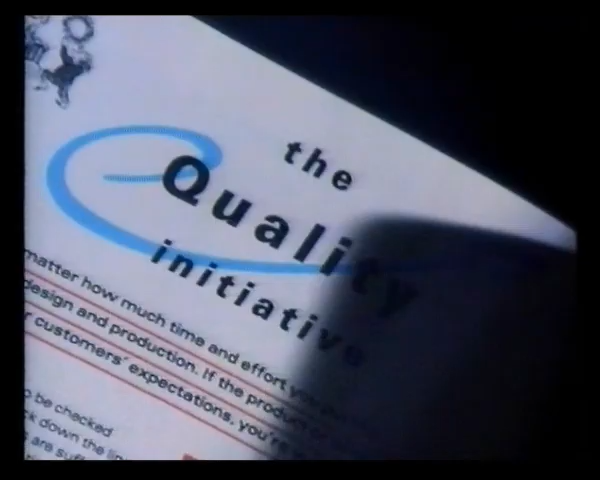 the
Quality
initiative
matter how much time and effort you
design and production. If the product
customers' expectations, you're
be checked
down the
are